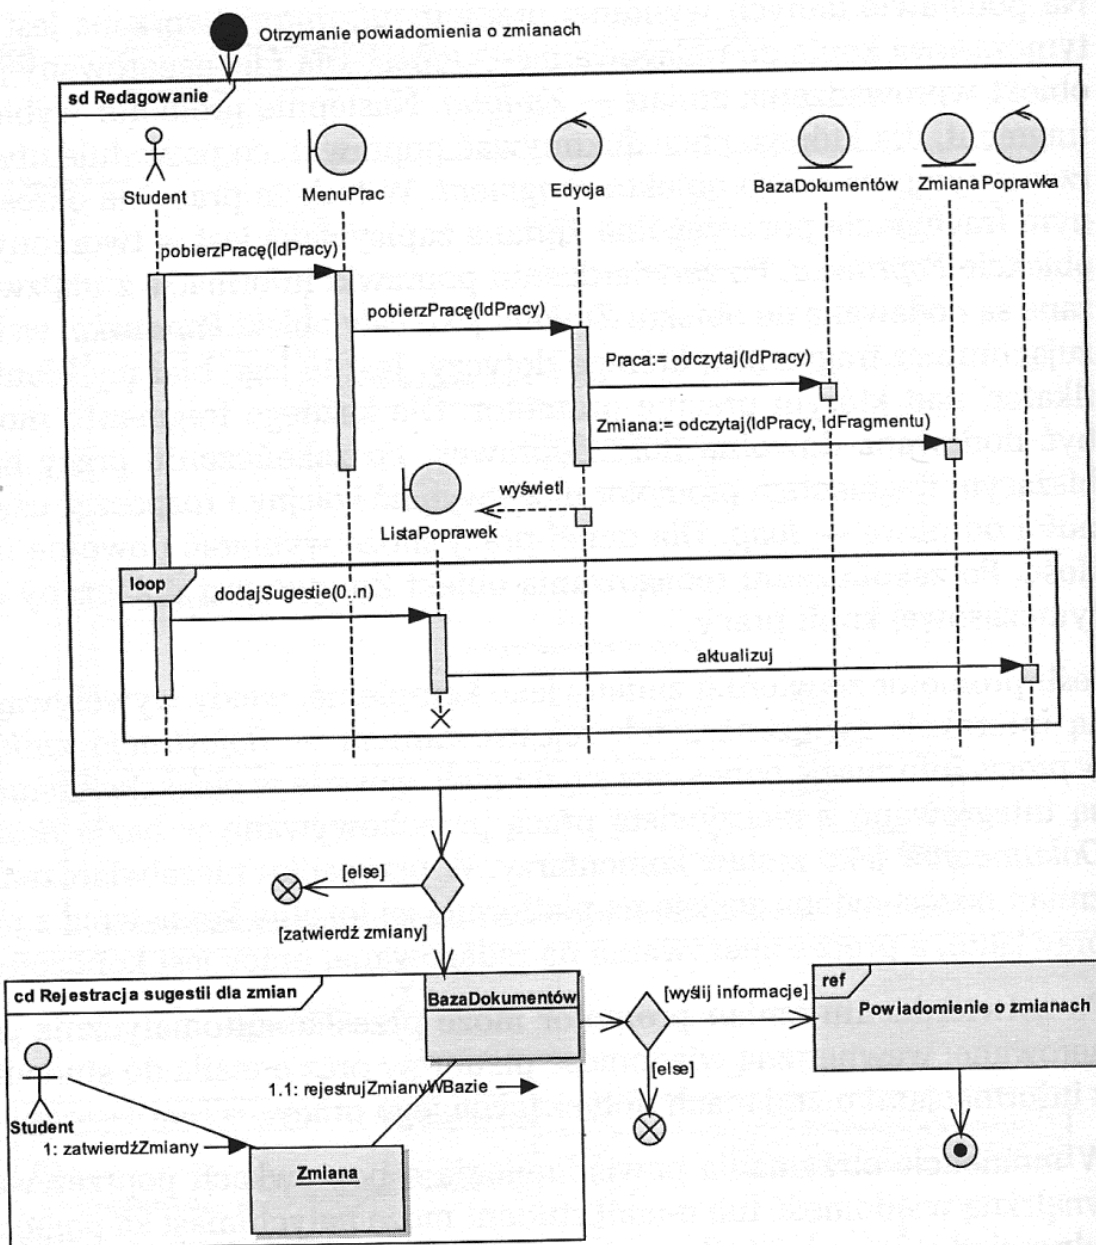 Otrzymanie powiadomienia o zmianach
sd Redagowanie
Student
MenuPrac
Edycja
BazaDokumentów
Zmiana
Poprawka
pobierzPracę(IdPracy)
pobierzPracę(IdPracy)
Praca:= odczytaj(IdPracy)
Zmiana:= odczytaj(IdPracy, IdFragmentu)
wyświetl
ListaPoprawek
loop
dodajSugestie(0..n)
aktualizuj
[else]
[zatwierdź zmiany]
cd Rejestracja sugestii dla zmian
BazaDokumentów
[wyślij informacje]
ref
Powiadomienie o zmianach
[else]
1.1: rejestrujZmianyWBazie
Student
1: zatwierdźZmiany
Zmiana